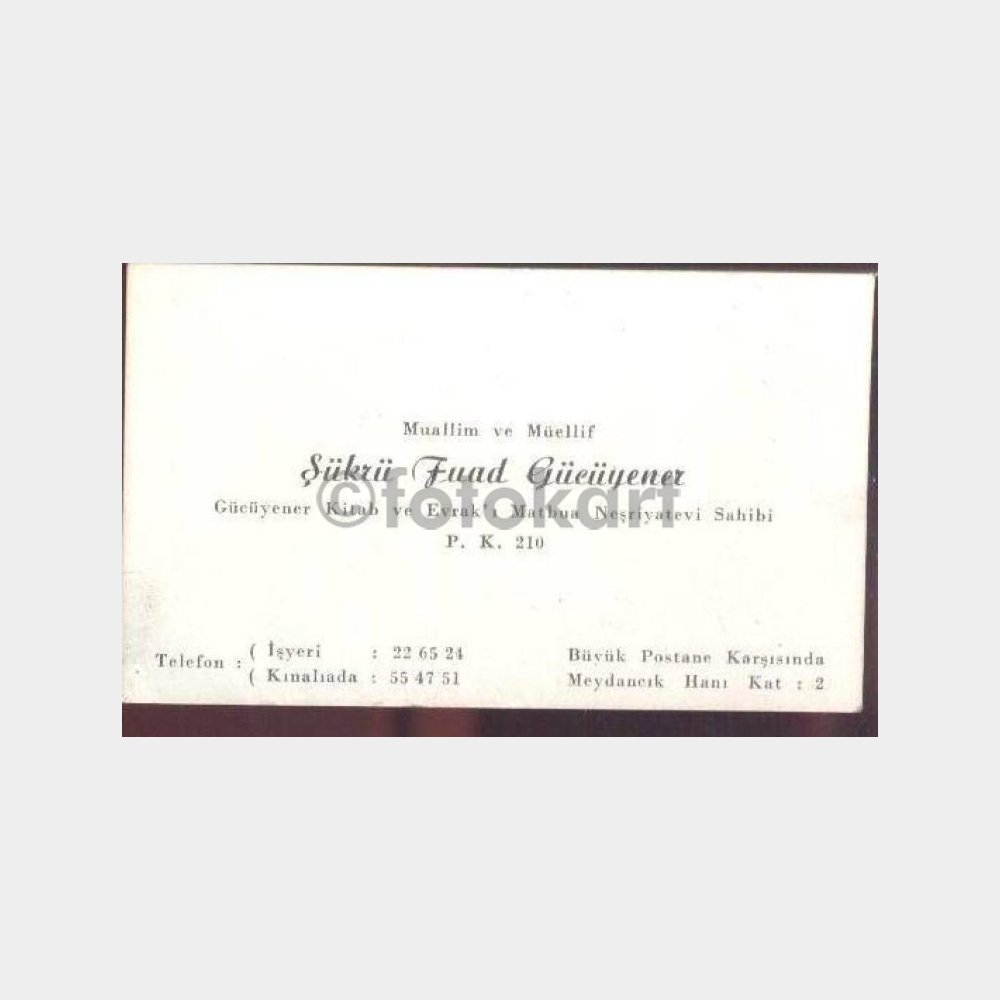 Muallim ve Müellif
Şükrü Fuad Gücüyener
©fotokart
Gücüyener Kitab ve Evrak'ı Matbua Neşriyatevi Sahibi
P. K. 210
Telefon : ( İşyeri : 22 65 24
( Kınalıada : 55 47 51
Büyük Postane Karşısında
Meydancık Hanı Kat : 2